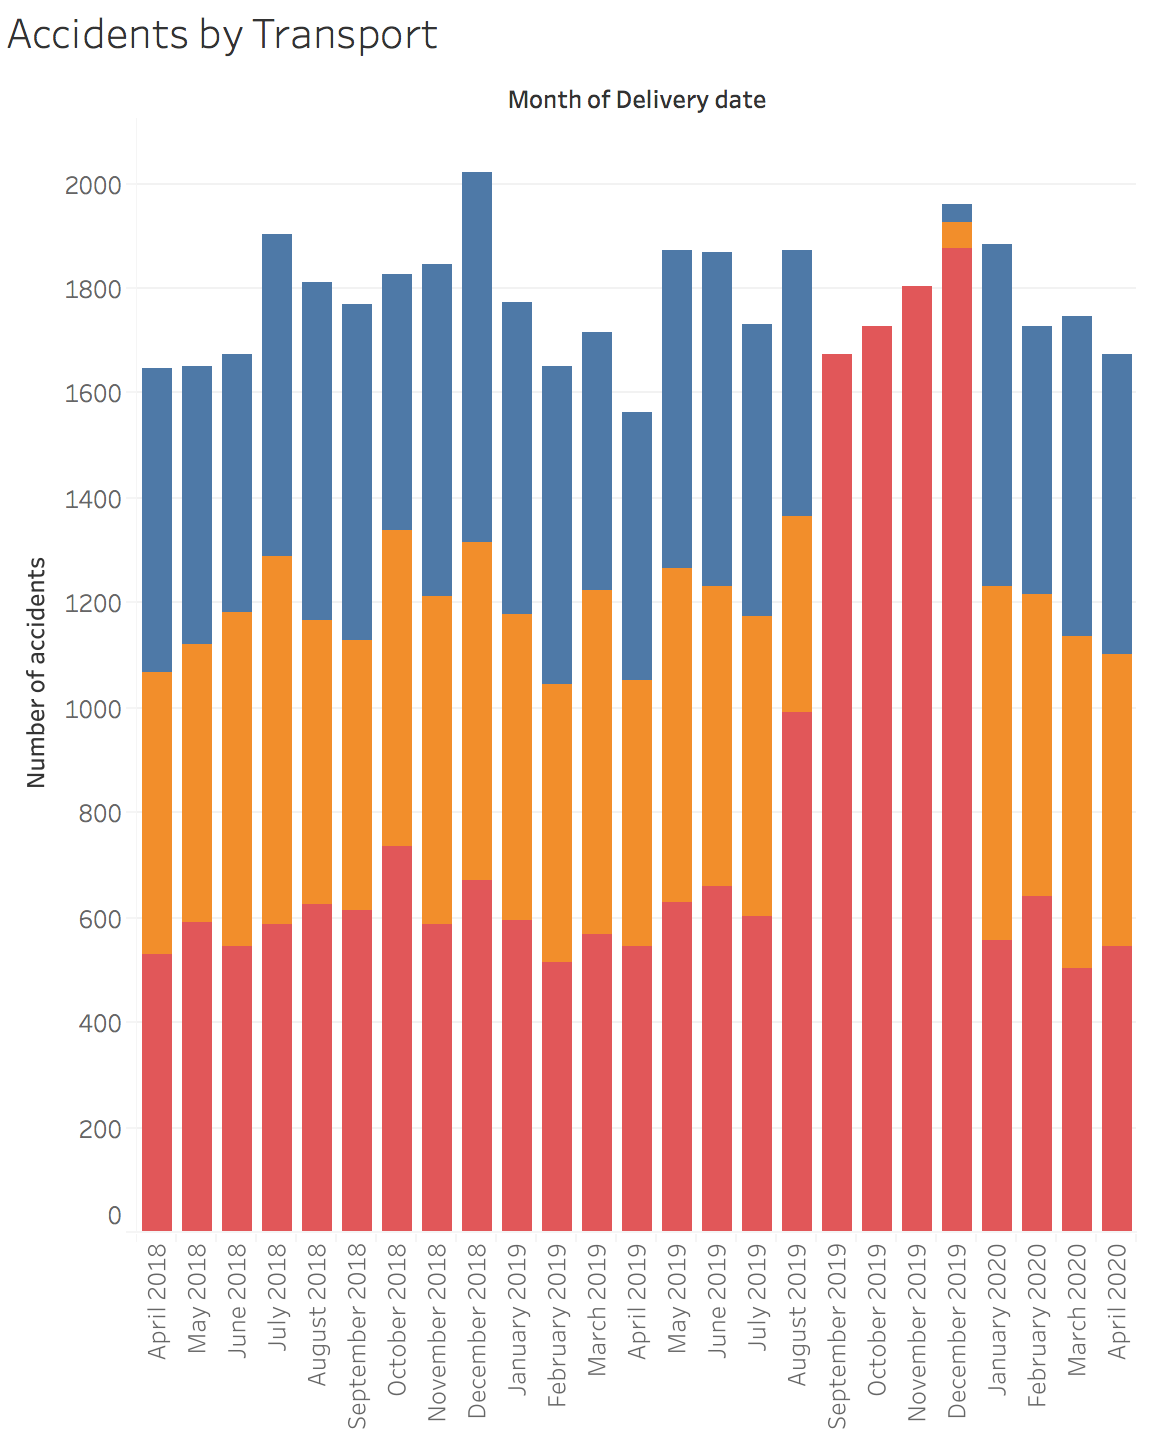 Accidents by Transport
Month of Delivery date
Number of accidents
2000
1800
1600
1400
1200
1000
800
600
400
200
0
April 2018
May 2018
June 2018
July 2018
August 2018
September 2018
October 2018
November 2018
December 2018
January 2019
February 2019
March 2019
April 2019
May 2019
June 2019
July 2019
August 2019
September 2019
October 2019
November 2019
December 2019
January 2020
February 2020
March 2020
April 2020